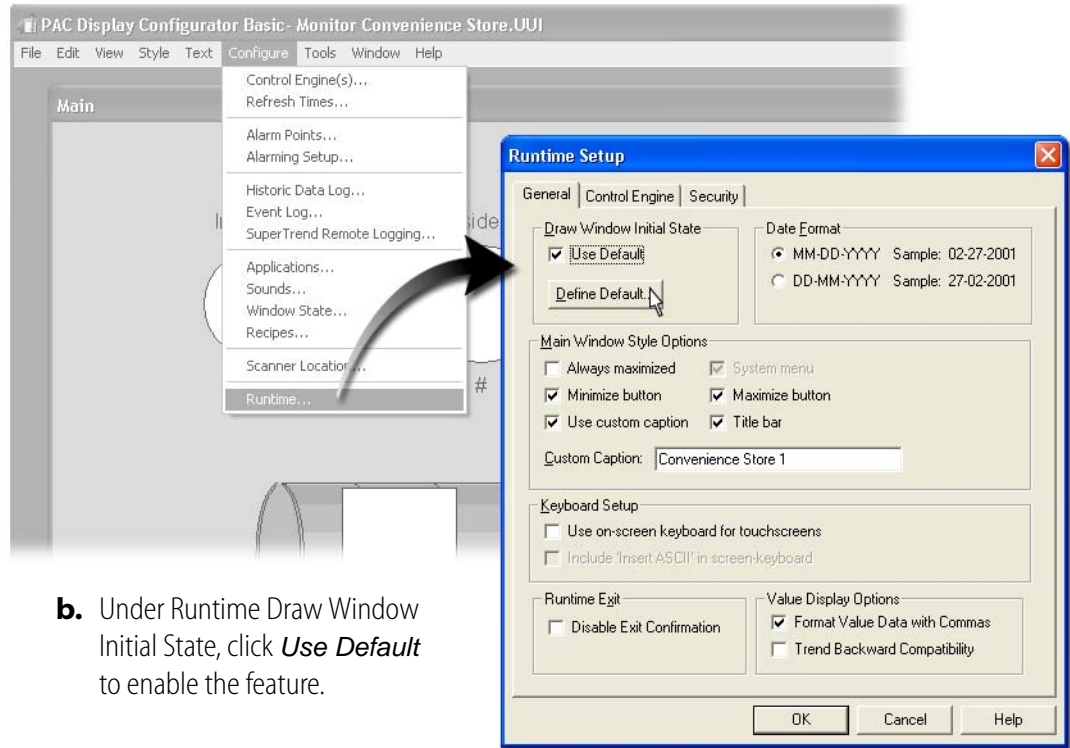 PAC Display Configurator Basic- Monitor Convenience Store.UUI
File Edit View Style Text Configure Tools Window Help
Main
Control Engine(s)...
Refresh Times...
Alarm Points...
Alarming Setup...
Historic Data Log...
Event Log...
SuperTrend Remote Logging...
Applications...
Sounds...
Window State...
Recipes...
Scanner Location...
Runtime...
side
#
Runtime Setup
General Control Engine Security
Draw Window Initial State
Use Default
Define Default...
Date Format
MM-DD-YYYY Sample: 02-27-2001
DD-MM-YYYY Sample: 27-02-2001
Main Window Style Options
Always maximized System menu
Minimize button Maximize button
Use custom caption Title bar
Custom Caption: Convenience Store 1
Keyboard Setup
Use on-screen keyboard for touchscreens
Include 'Insert ASCII' in screen-keyboard
Runtime Exit
Disable Exit Confirmation
Value Display Options
Format Value Data with Commas
Trend Backward Compatibility
OK Cancel Help
b. Under Runtime Draw Window
Initial State, click Use Default
to enable the feature.